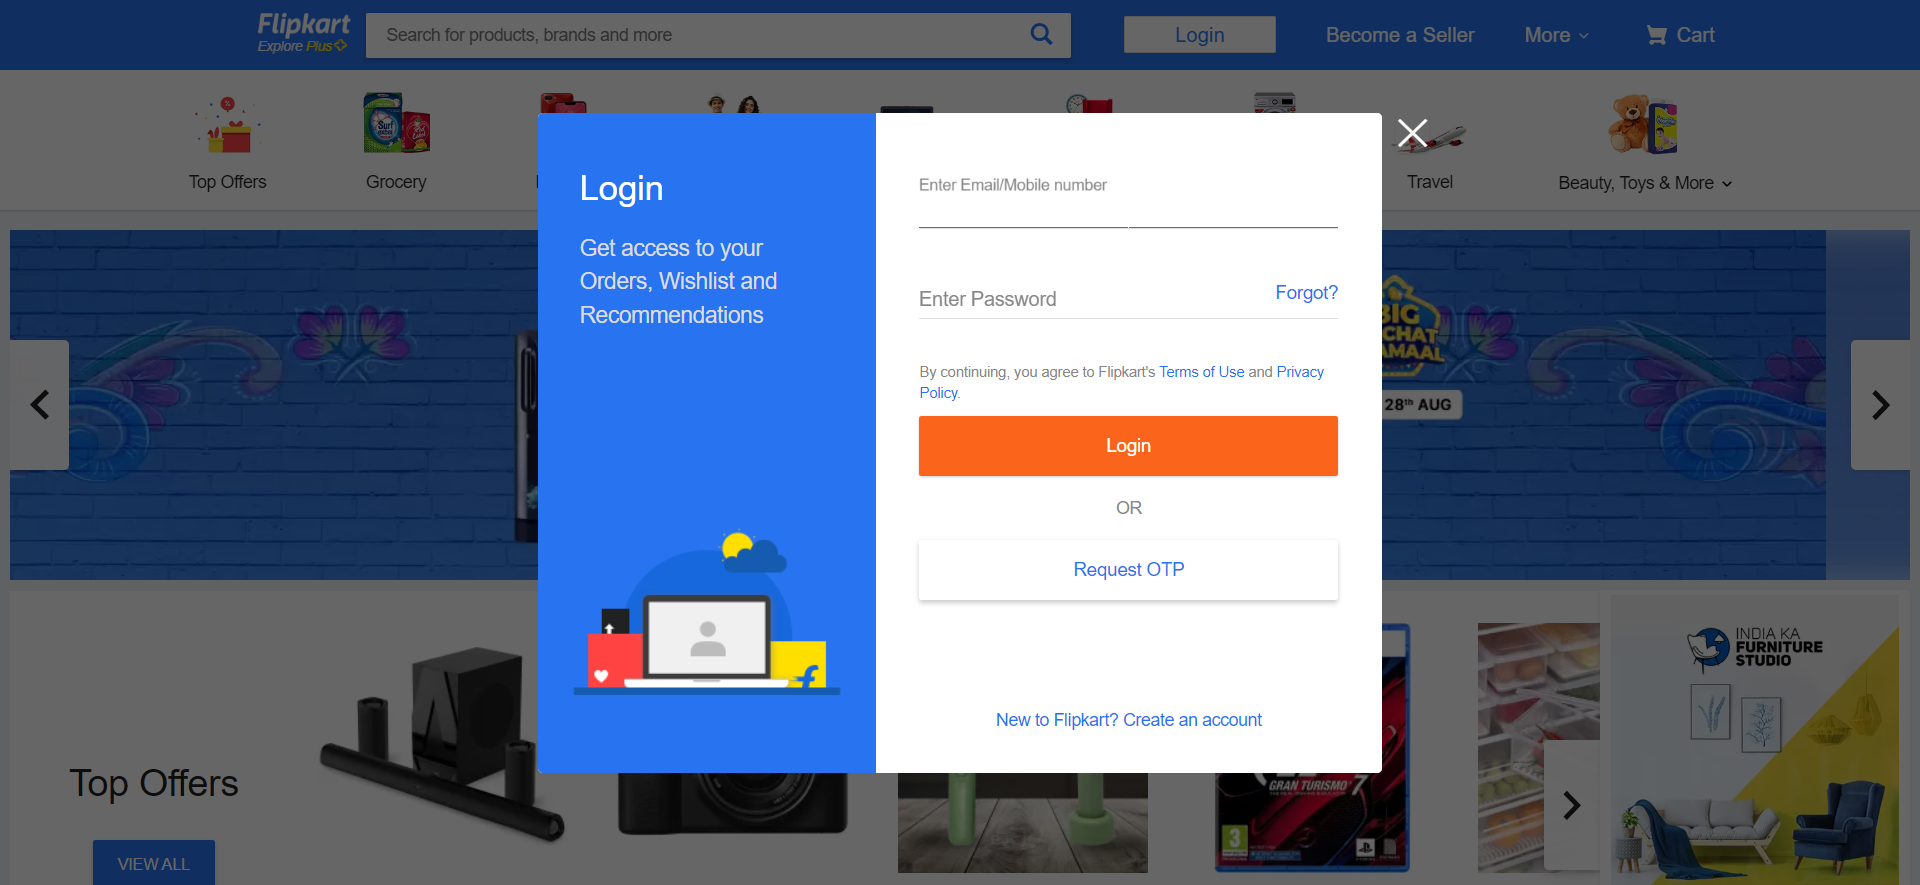 Flipkart
Explore Plus
Search for products, brands and more
Login
Become a Seller
More
Cart
Top Offers
Grocery
Travel
Beauty, Toys & More
Surf
Login
Get access to your
Orders, Wishlist and
Recommendations
Enter Email/Mobile number
Enter Password
Forgot?
By continuing, you agree to Flipkart's Terms of Use and Privacy
Policy.
Login
OR
Request OTP
New to Flipkart? Create an account
BIG
CHAT
AMAAL
28th AUG
Top Offers
VIEW ALL
GRAN TURISMO 7
3
INDIA KA
FURNITURE
STUDIO